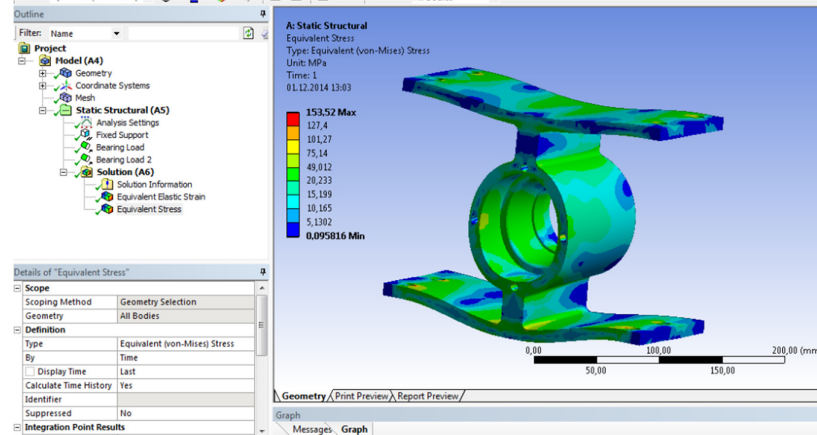 Outline
Filter: Name
Project
Model (A4)
Geometry
Coordinate Systems
Mesh
Static Structural (A5)
Analysis Settings
Fixed Support
Bearing Load
Bearing Load 2
Solution (A6)
Solution Information
Equivalent Elastic Strain
Equivalent Stress
Details of "Equivalent Stress"
Scope
Scoping Method Geometry Selection
Geometry All Bodies
Definition
Type Equivalent (von-Mises) Stress
By Time
Display Time Last
Calculate Time History Yes
Identifier
Suppressed No
Integration Point Results
A: Static Structural
Equivalent Stress
Type: Equivalent (von-Mises) Stress
Unit: MPa
Time: 1
01.12.2014 13:03
153,52 Max
127,4
101,27
75,14
49,012
20,233
15,199
10,165
5,1302
0,095816 Min
0,00 100,00 200,00 (mm
50,00 150,00
Geometry Print Preview Report Preview
Graph
Messages Graph